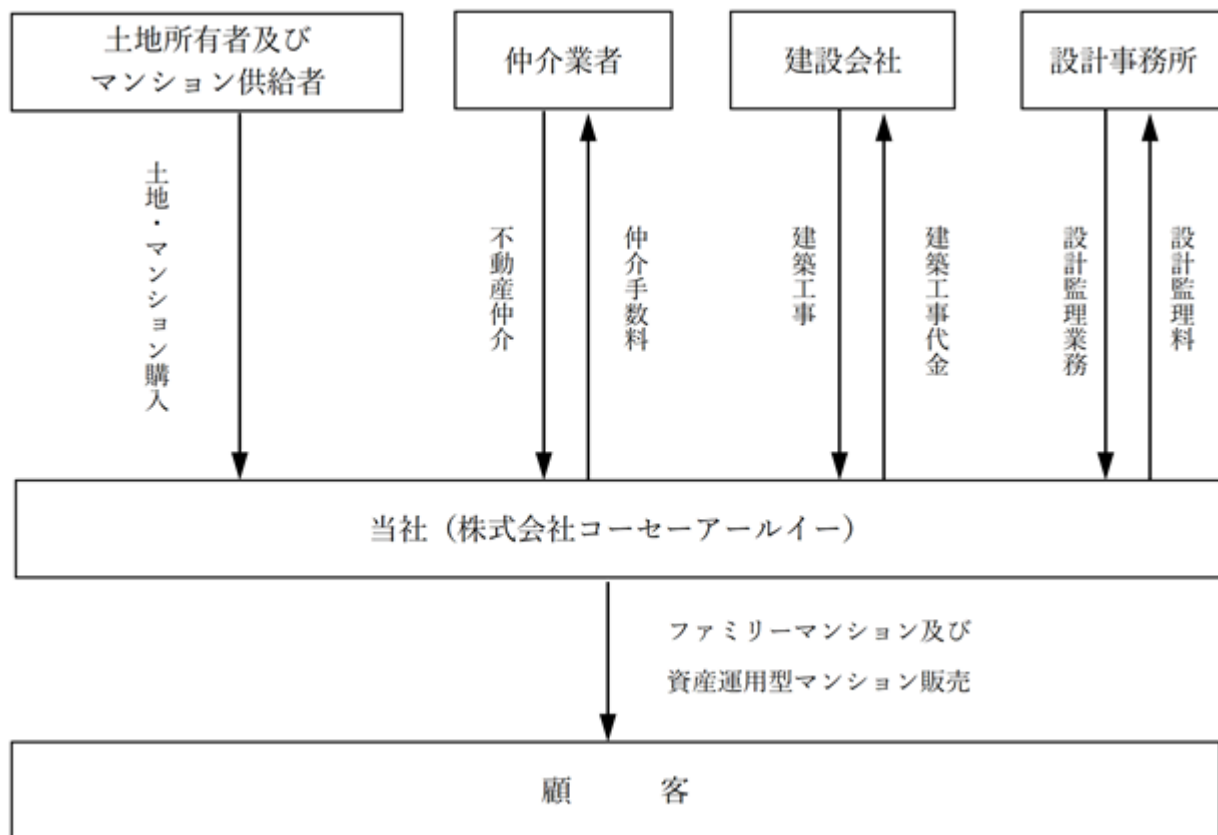 土地所有者及び
マンション供給者
仲介業者
建設会社
設計事務所
土地・マンション購入
不動産仲介
仲介手数料
建築工事
建築工事代金
設計監理業務
設計監理料
当社（株式会社コーセーアールイー）
ファミリーマンション及び
資産運用型マンション販売
顧　　　客